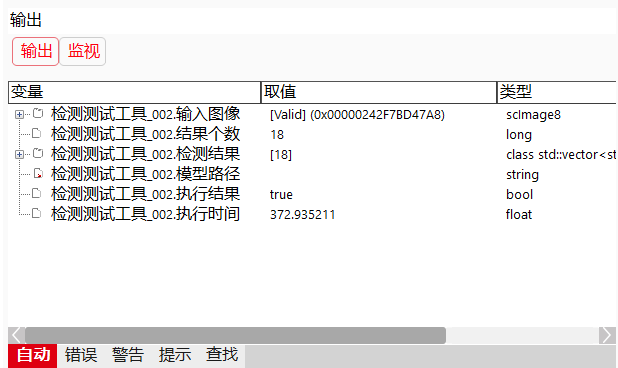 输出
输出 监视
变量 取值 类型
检测测试工具_002.输入图像 [Valid] (0x00000242F7BD47A8) scImage8
检测测试工具_002.结果个数 18 long
检测测试工具_002.检测结果 [18] class std::vector<st
检测测试工具_002.模型路径 string
检测测试工具_002.执行结果 true bool
检测测试工具_002.执行时间 372.935211 float
自动 错误 警告 提示 查找